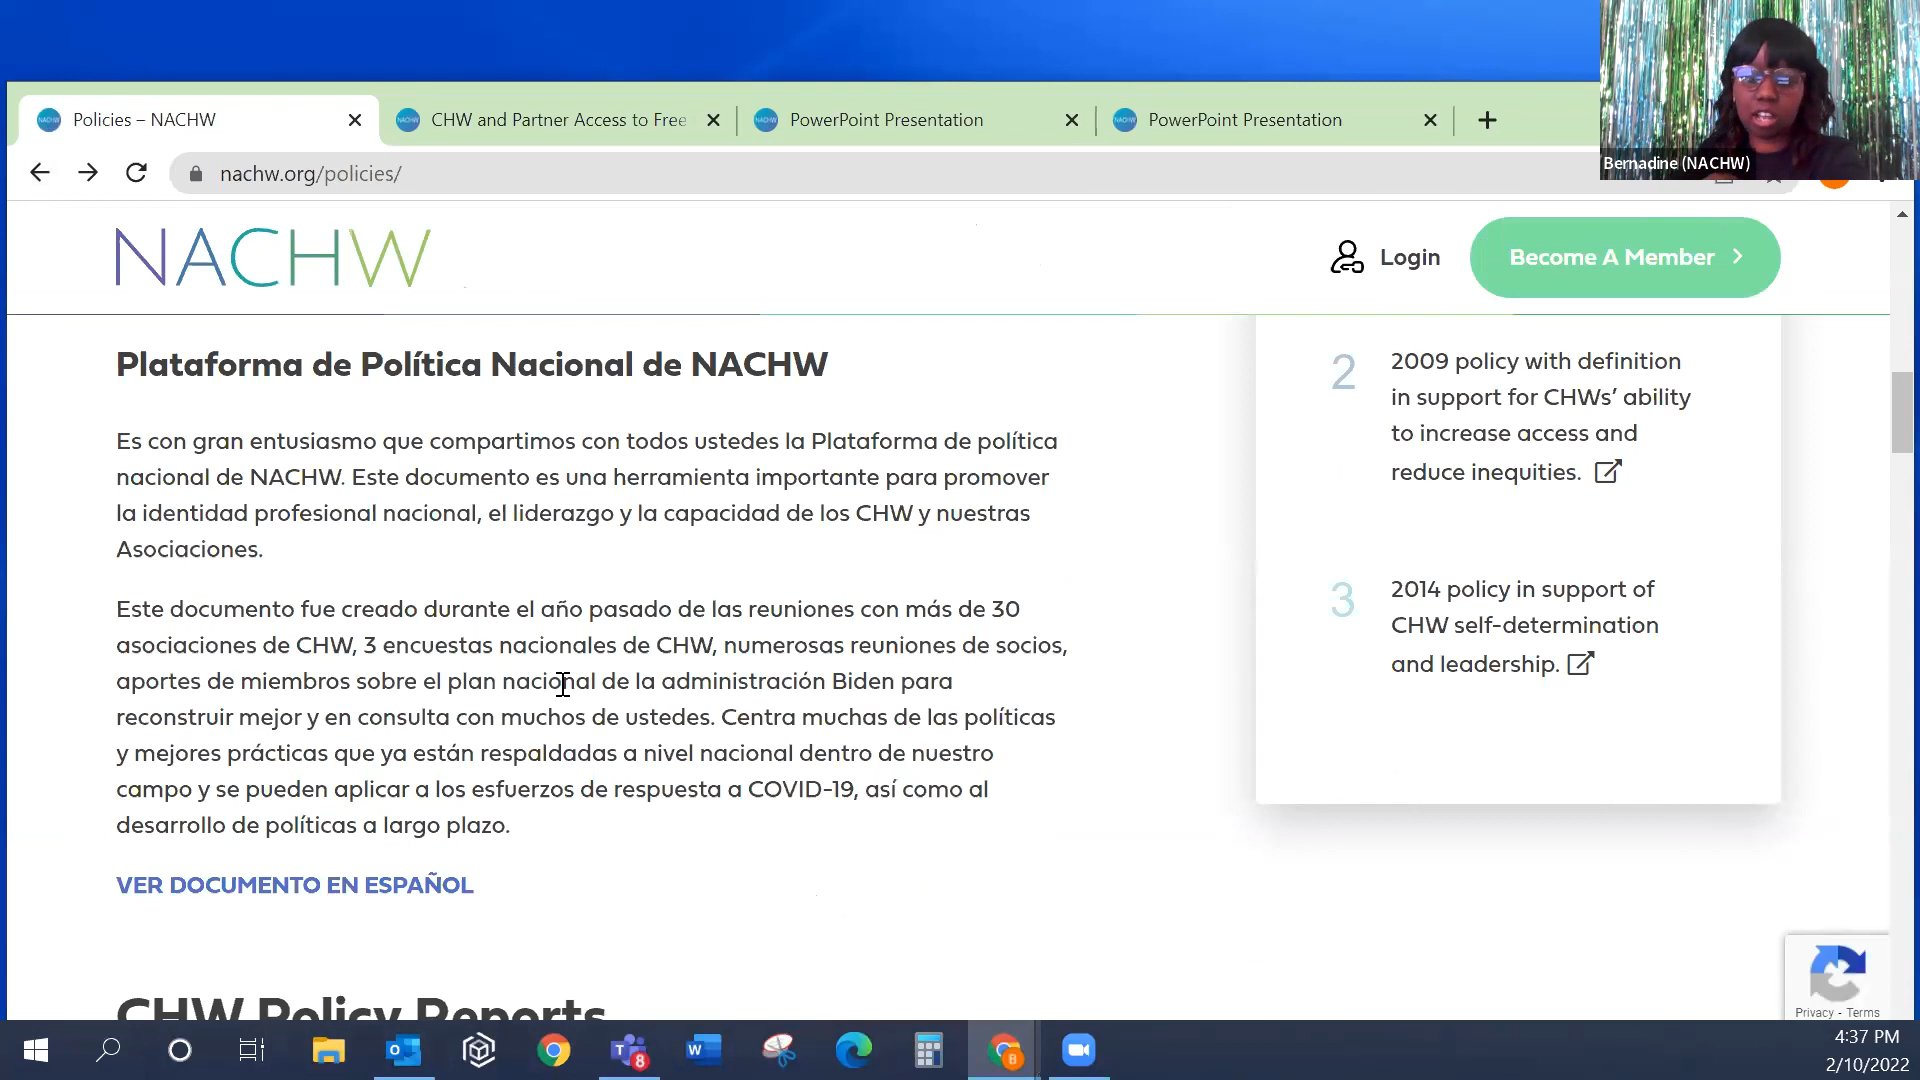 Policies – NACHW
CHW and Partner Access to Free
PowerPoint Presentation
PowerPoint Presentation
Bernadine (NACHW)
nachw.org/policies/
NACHW
Login
Become A Member
Plataforma de Política Nacional de NACHW
Es con gran entusiasmo que compartimos con todos ustedes la Plataforma de política
nacional de NACHW. Este documento es una herramienta importante para promover
la identidad profesional nacional, el liderazgo y la capacidad de los CHW y nuestras
Asociaciones.
Este documento fue creado durante el año pasado de las reuniones con más de 30
asociaciones de CHW, 3 encuestas nacionales de CHW, numerosas reuniones de socios,
aportes de miembros sobre el plan nacional de la administración Biden para
reconstruir mejor y en consulta con muchos de ustedes. Centra muchas de las políticas
y mejores prácticas que ya están respaldadas a nivel nacional dentro de nuestro
campo y se pueden aplicar a los esfuerzos de respuesta a COVID-19, así como al
desarrollo de políticas a largo plazo.
VER DOCUMENTO EN ESPAÑOL
CHW Policy Reports
2
2009 policy with definition
in support for CHWs’ ability
to increase access and
reduce inequities.
3
2014 policy in support of
CHW self-determination
and leadership.
Privacy - Terms
8
B
4:37 PM
2/10/2022